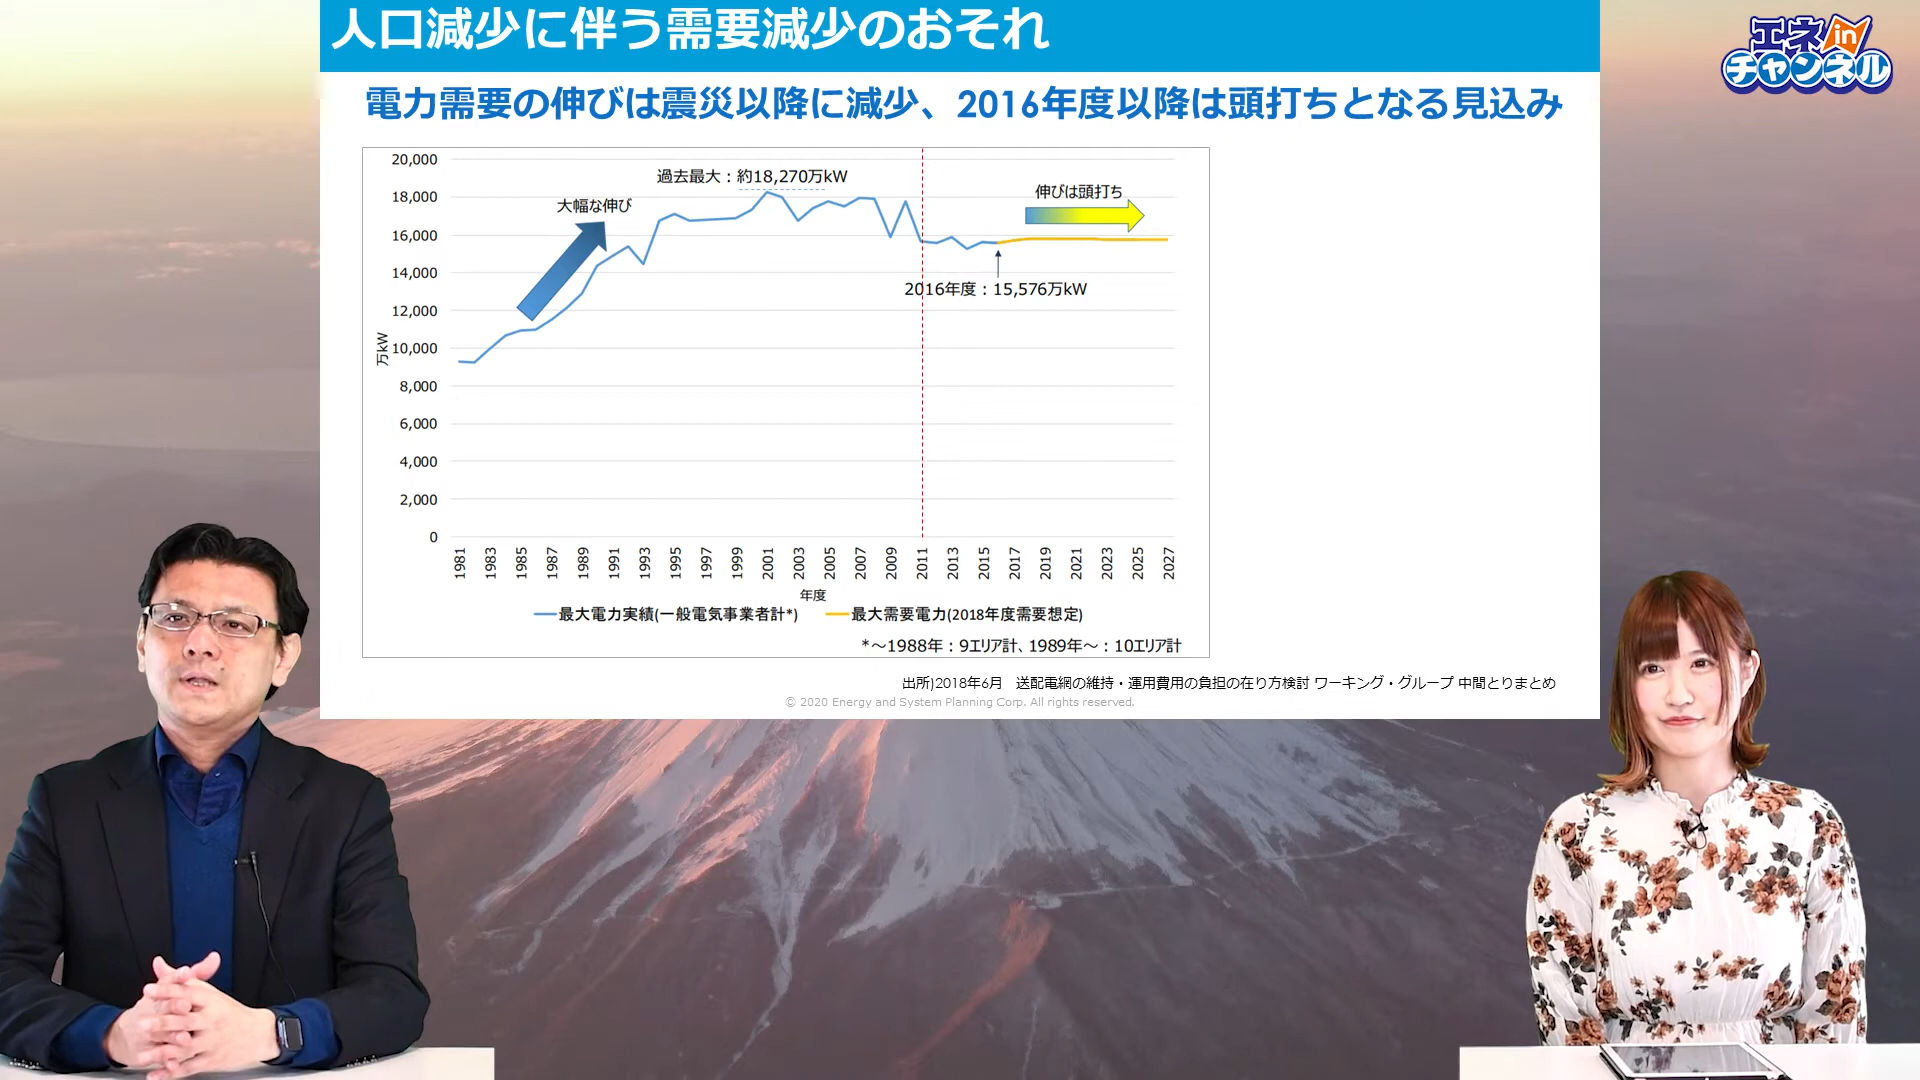 人口減少に伴う需要減少のおそれ
エネin
チャンネル
電力需要の伸びは震災以降に減少、2016年度以降は頭打ちとなる見込み
20,000
18,000
16,000
14,000
12,000
10,000
8,000
6,000
4,000
2,000
0
万kW
過去最大：約18,270万kW
大幅な伸び
伸びは頭打ち
2016年度：15,576万kW
1981 1983 1985 1987 1989 1991 1993 1995 1997 1999 2001 2003 2005 2007 2009 2011 2013 2015 2017 2019 2021 2023 2025 2027
年度
最大電力実績(一般電気事業者計*) 最大需要電力(2018年度需要想定)
*～1988年：9エリア計、1989年～：10エリア計
出所)2018年6月　送配電網の維持・運用費用の負担の在り方検討 ワーキング・グループ 中間とりまとめ
© 2020 Energy and System Planning Corp. All rights reserved.